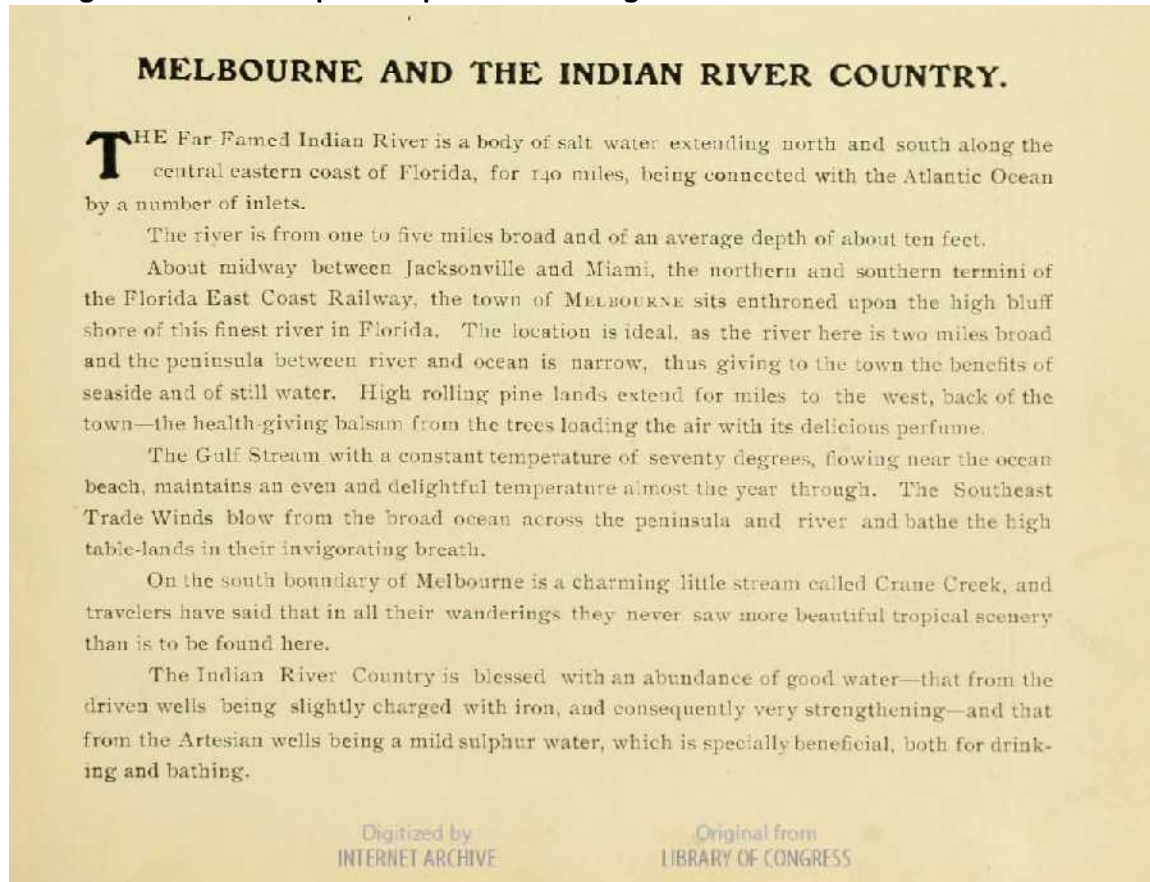 MELBOURNE AND THE INDIAN RIVER COUNTRY.
THE Far-Famed Indian River is a body of salt water extending north and south along the
central eastern coast of Florida, for 140 miles, being connected with the Atlantic Ocean
by a number of inlets.
The river is from one to five miles broad and of an average depth of about ten feet.
About midway between Jacksonville and Miami, the northern and southern termini of
the Florida East Coast Railway, the town of MELBOURNE sits enthroned upon the high bluff
shore of this finest river in Florida. The location is ideal, as the river here is two miles broad
and the peninsula between river and ocean is narrow, thus giving to the town the benefits of
seaside and of still water. High rolling pine lands extend for miles to the west, back of the
town—the health-giving balsam from the trees loading the air with its delicious perfume.
The Gulf Stream with a constant temperature of seventy degrees, flowing near the ocean
beach, maintains an even and delightful temperature almost the year through. The Southeast
Trade Winds blow from the broad ocean across the peninsula and river and bathe the high
table-lands in their invigorating breath.
On the south boundary of Melbourne is a charming little stream called Crane Creek, and
travelers have said that in all their wanderings they never saw more beautiful tropical scenery
than is to be found here.
The Indian River Country is blessed with an abundance of good water—that from the
driven wells being slightly charged with iron, and consequently very strengthening—and that
from the Artesian wells being a mild sulphur water, which is specially beneficial, both for drink-
ing and bathing.
Digitized by
INTERNET ARCHIVE
Original from
LIBRARY OF CONGRESS